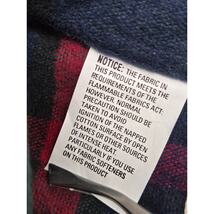 NOTICE: THE FABRIC IN
THIS PRODUCT MEETS THE
REQUIREMENTS OF THE
FLAMMABLE FABRICS ACT:
HOWEVER, NORMAL
PRECAUTION SHOULD BE
TAKEN TO AVOID
IGNITION OF THE NAPPED
COTTON SURFACE BY OPEN
FLAMES OR OTHER SOURCES
OF INTENSE HEAT
PARTICULARLY IF YOU USE
ANY FABRIC SOFTENERS
ON THIS PRODUCT